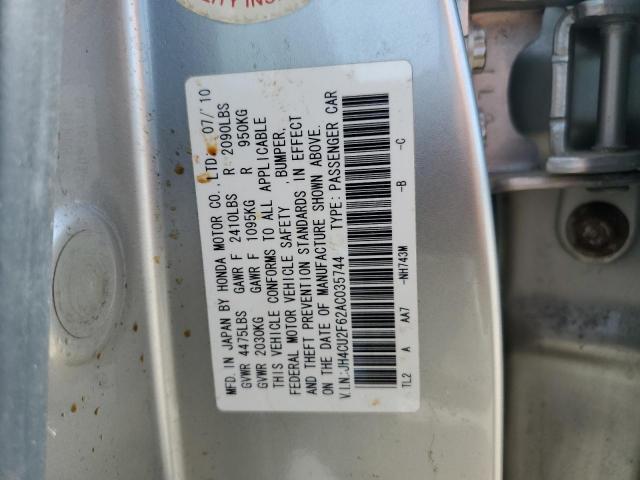 MFD. IN JAPAN BY HONDA MOTOR CO., LTD. 07/10
GVWR 4475LBS GAWR F 2410LBS R 2090LBS
GVWR 2030KG GAWR F 1095KG R 950KG
THIS VEHICLE CONFORMS TO ALL APPLICABLE
FEDERAL MOTOR VEHICLE SAFETY , BUMPER,
AND THEFT PREVENTION STANDARDS IN EFFECT
ON THE DATE OF MANUFACTURE SHOWN ABOVE.
V.I.N.:JH4CU2F62AC035744 TYPE: PASSENGER CAR
TL2 A AA7 -NH743M -B -C